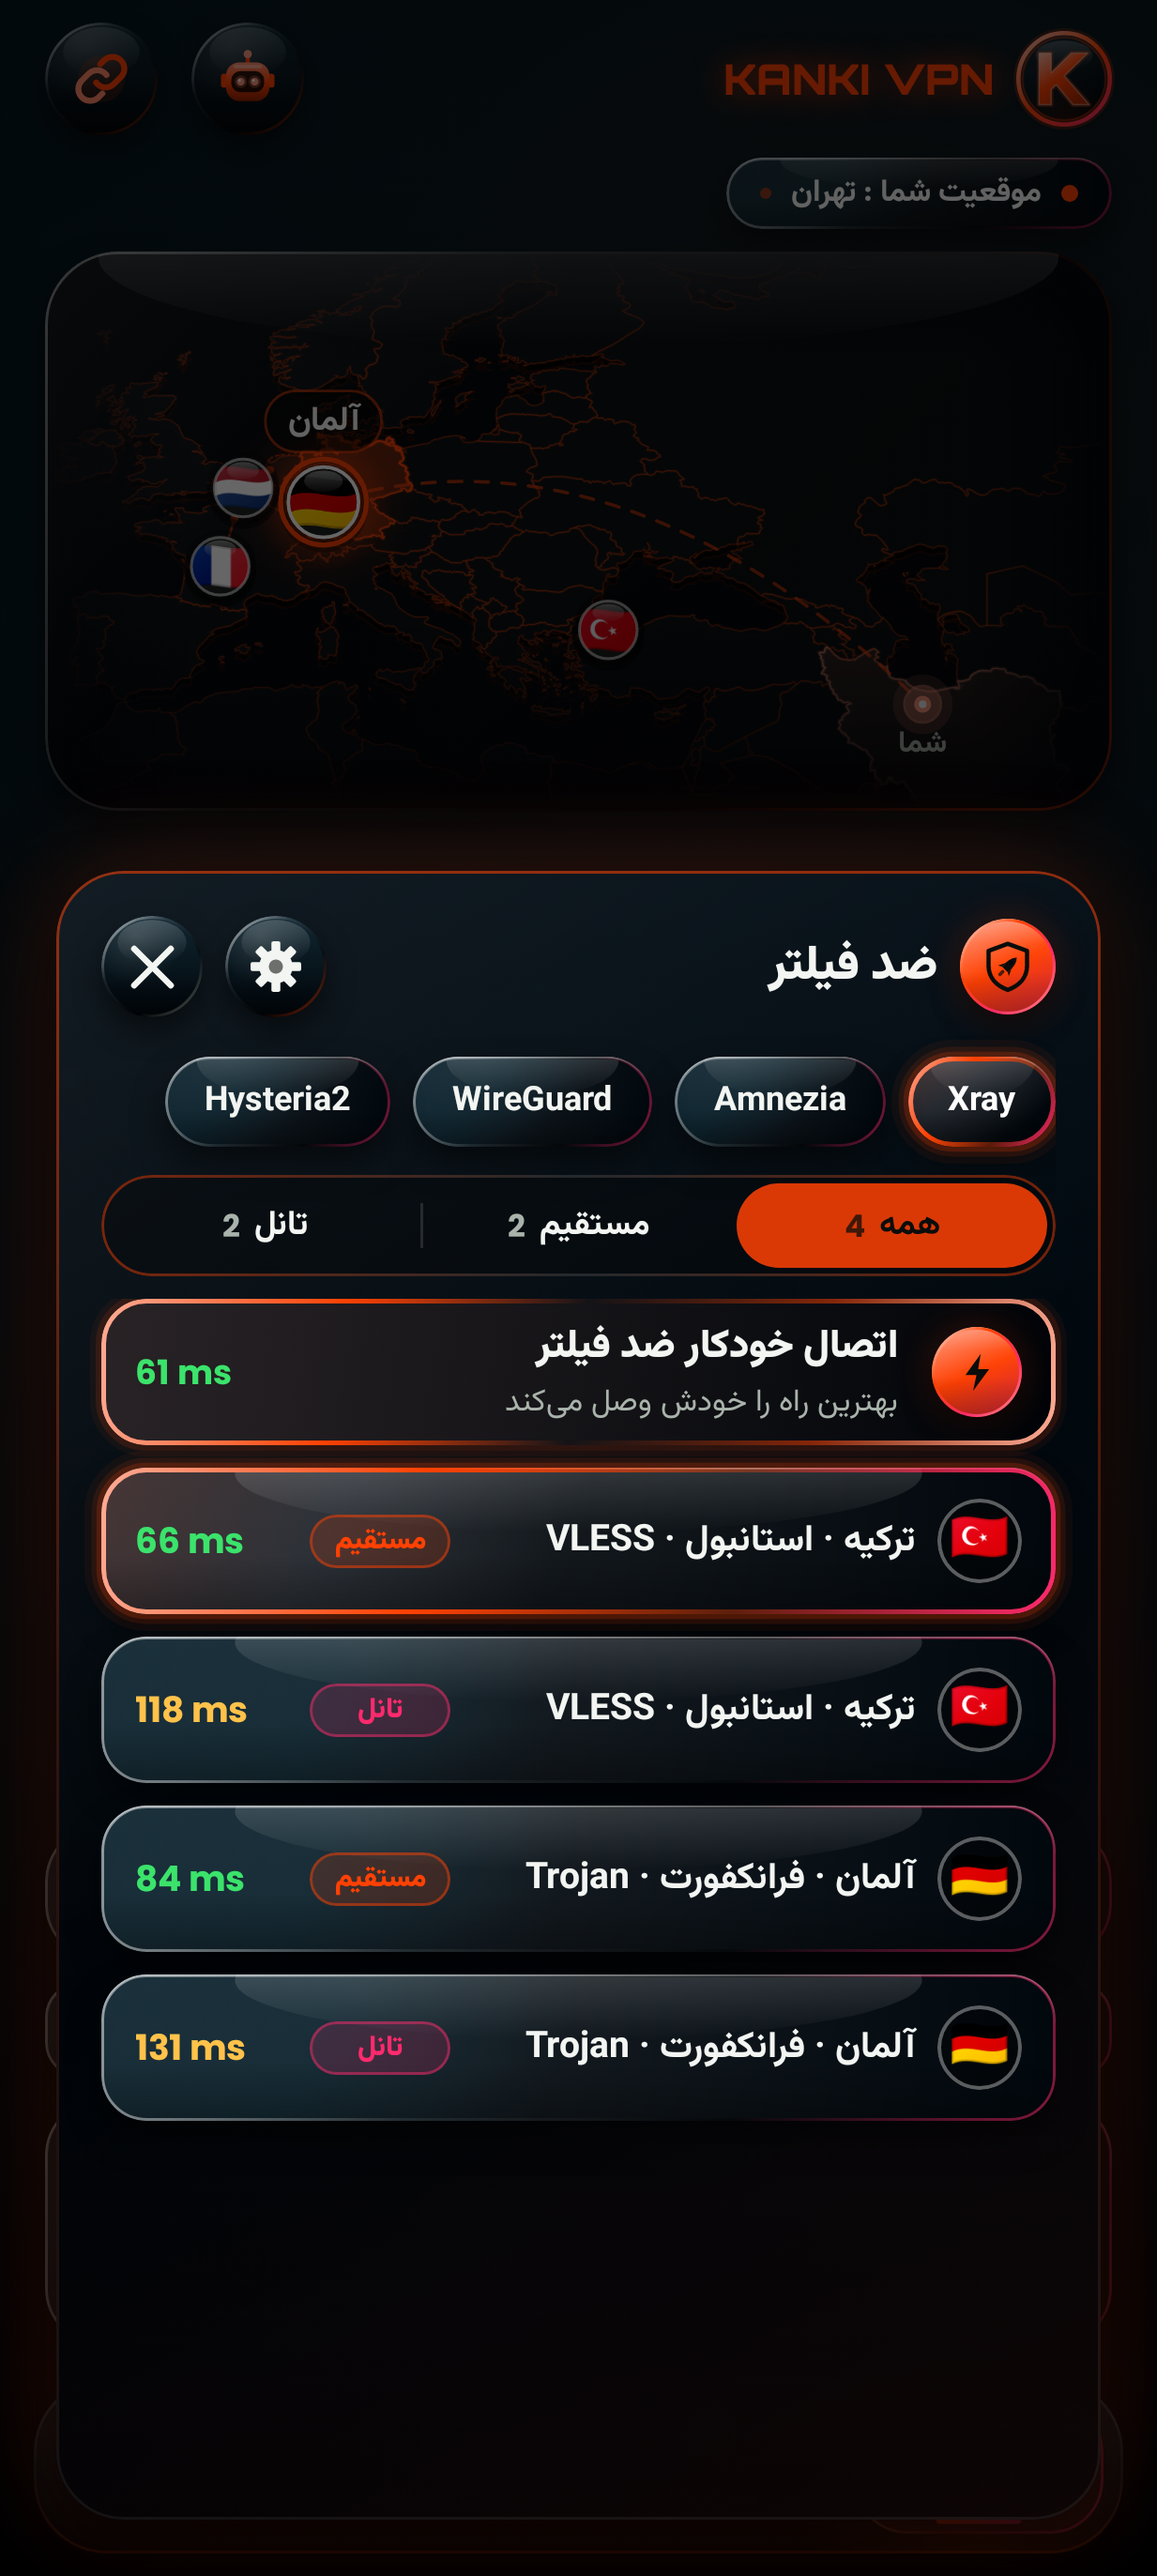 KANKI VPN
موقعیت شما : تهران
آلمان
شما
ضد فیلتر
Xray
Amnezia
WireGuard
Hysteria2
همه 4
مستقیم 2
تانل 2
اتصال خودکار ضد فیلتر
بهترین راه را خودش وصل می‌کند
61 ms
ترکیه · استانبول · VLESS
مستقیم
66 ms
ترکیه · استانبول · VLESS
تانل
118 ms
آلمان · فرانکفورت · Trojan
مستقیم
84 ms
آلمان · فرانکفورت · Trojan
تانل
131 ms